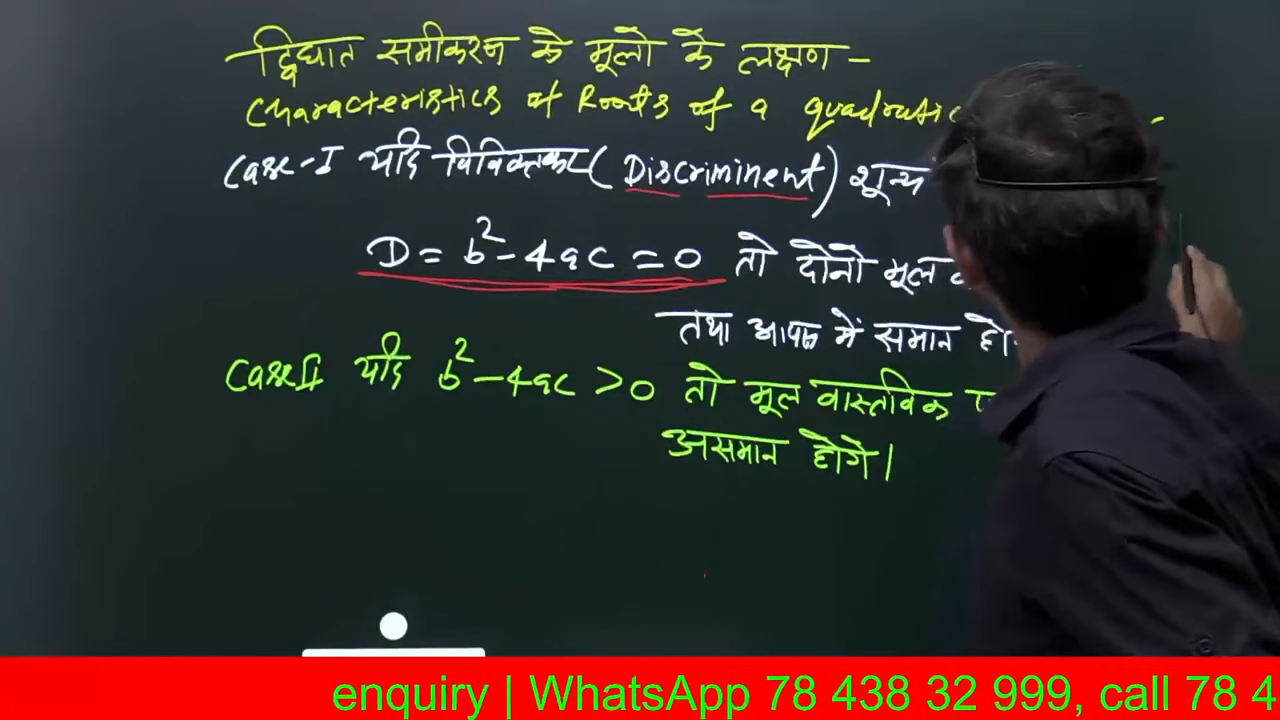 द्विघात समीकरण के मूलो के लक्षण -
Characteristics of Roots of a quadratic
Case-I यदि विविक्तकर (Discriminent) शून्य
D = b² - 4ac = 0 तो दोनो मूल
तथा आपस में समान
Case II यदि b² - 4ac > 0 तो मूल वास्तविक
असमान होगे।
enquiry | WhatsApp 78 438 32 999, call 78 4